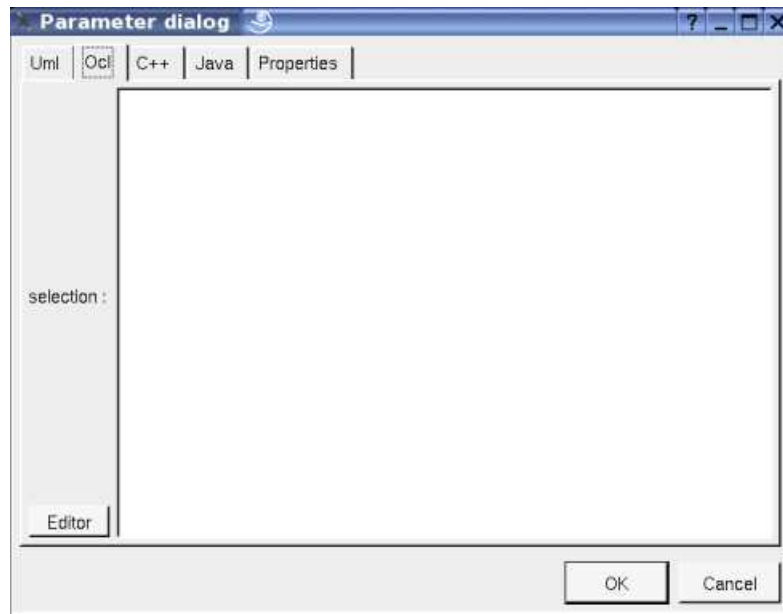 Parameter dialog
Uml Ocl C++ Java Properties
selection :
Editor
OK Cancel